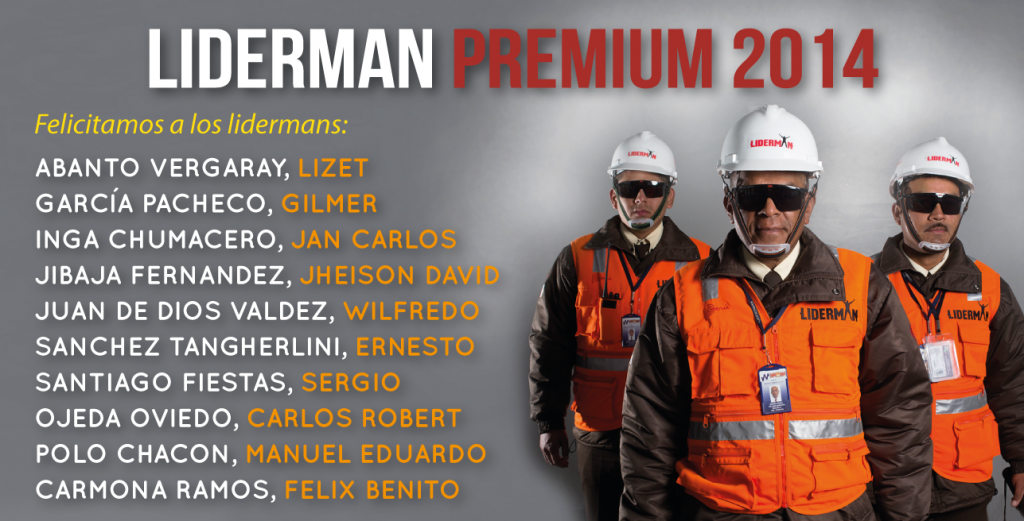 LIDERMAN PREMIUM 2014
Felicitamos a los lidermans:
ABANTO VERGARAY, LIZET
GARCÍA PACHECO, GILMER
INGA CHUMACERO, JAN CARLOS
JIBAJA FERNANDEZ, JHEISON DAVID
JUAN DE DIOS VALDEZ, WILFREDO
SANCHEZ TANGHERLINI, ERNESTO
SANTIAGO FIESTAS, SERGIO
OJEDA OVIEDO, CARLOS ROBERT
POLO CHACON, MANUEL EDUARDO
CARMONA RAMOS, FELIX BENITO
LIDERMAN
LIDERMAN
LIDERMAN
LIDERMAN
LIDERMAN